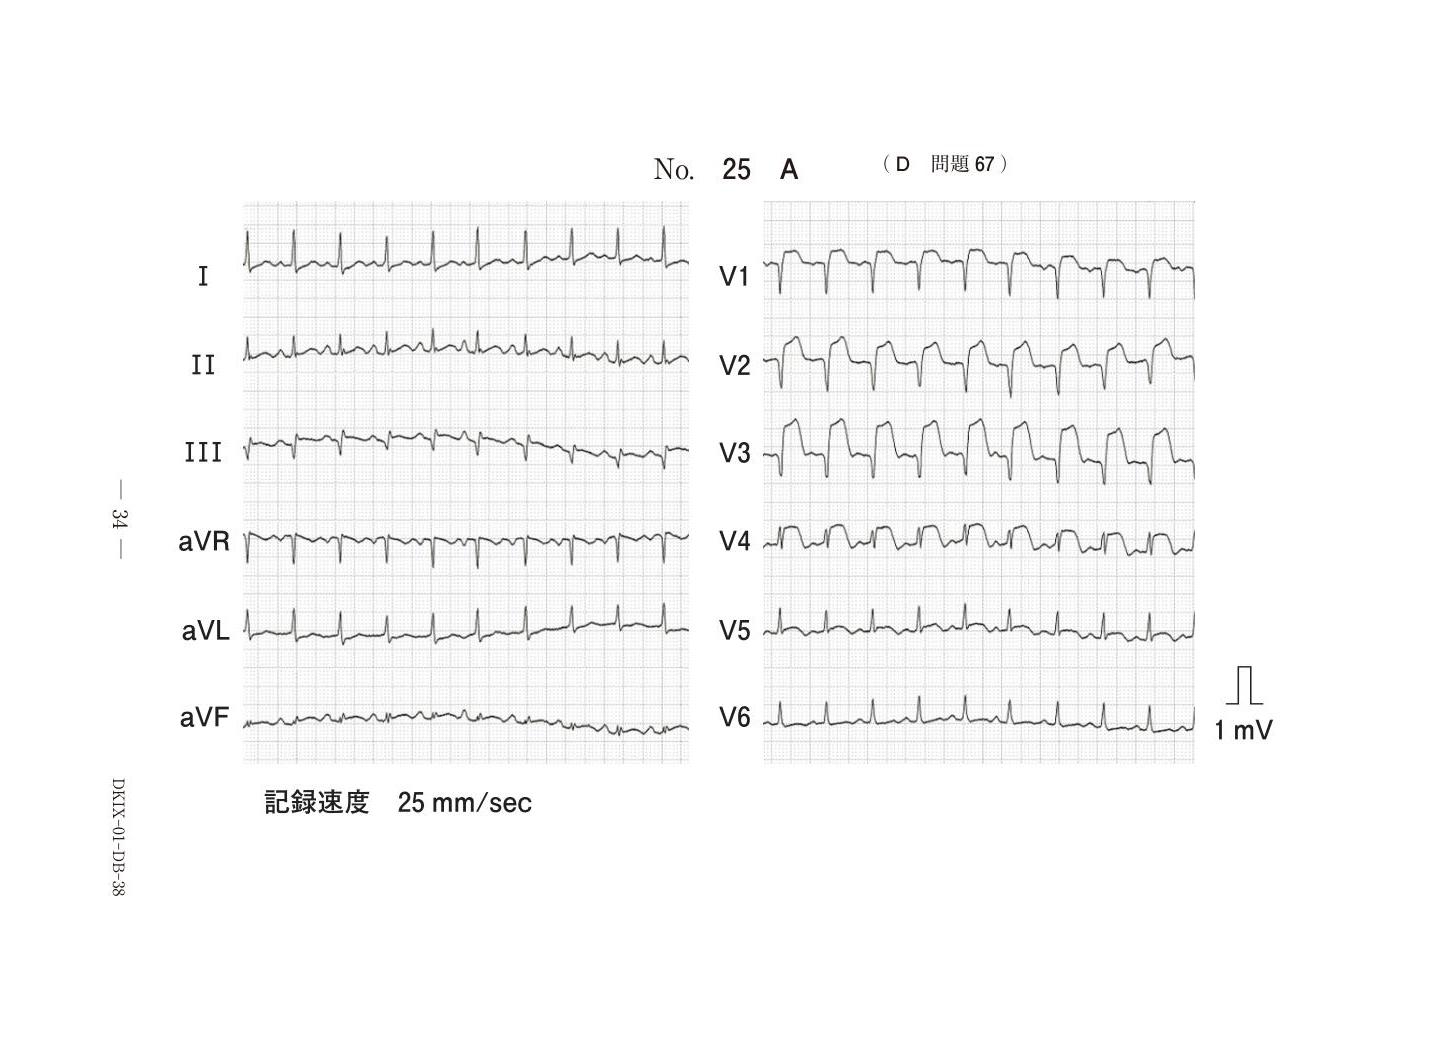 No. 25 A （D 問題 67）
I
II
III
aVR
aVL
aVF
V1
V2
V3
V4
V5
V6
1 mV
記録速度 25 mm/sec
— 34 —
DKIX-01-DB-38